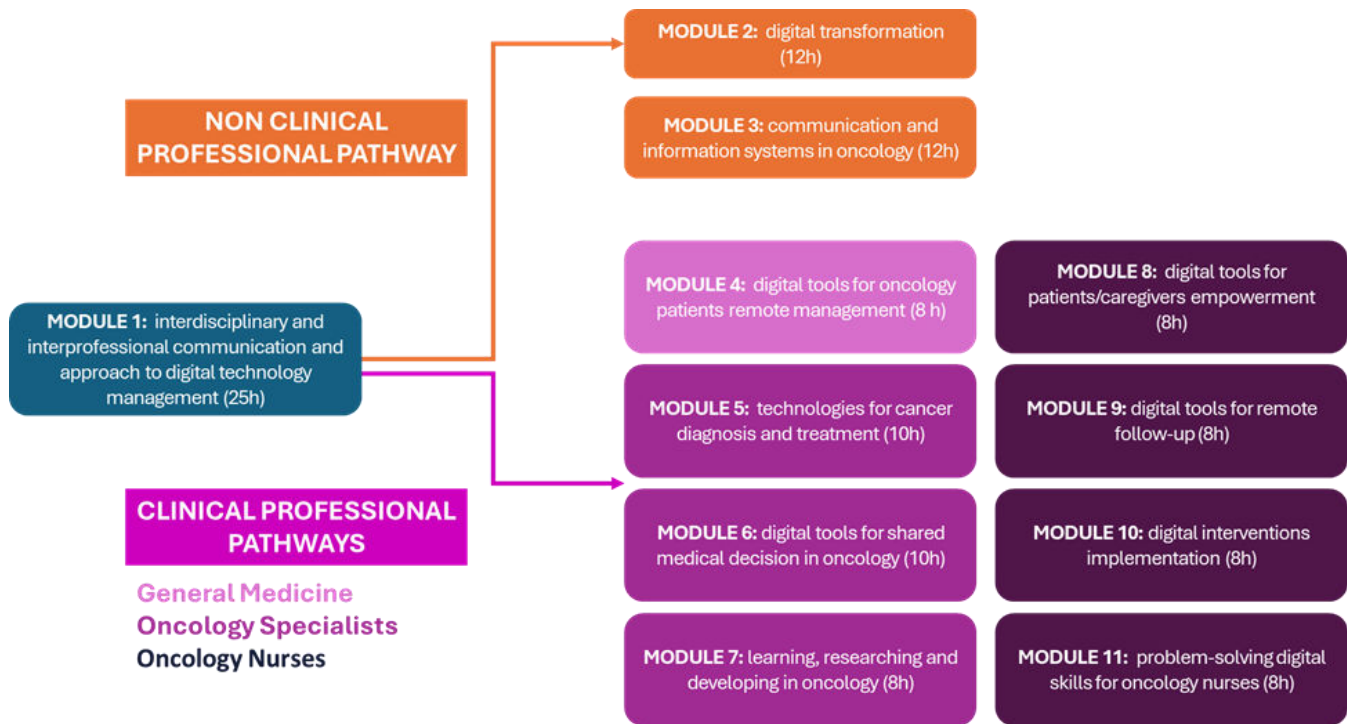 MODULE 2: digital transformation
(12h)
NON CLINICAL
PROFESSIONAL PATHWAY
MODULE 3: communication and
information systems in oncology (12h)
MODULE 1: interdisciplinary and
interprofessional communication and
approach to digital technology
management (25h)
MODULE 4: digital tools for oncology
patients remote management (8 h)
MODULE 8: digital tools for
patients/caregivers empowerment
(8h)
MODULE 5: technologies for cancer
diagnosis and treatment (10h)
MODULE 9: digital tools for remote
follow-up (8h)
CLINICAL PROFESSIONAL
PATHWAYS
General Medicine
Oncology Specialists
Oncology Nurses
MODULE 6: digital tools for shared
medical decision in oncology (10h)
MODULE 10: digital interventions
implementation (8h)
MODULE 7: learning, researching and
developing in oncology (8h)
MODULE 11: problem-solving digital
skills for oncology nurses (8h)